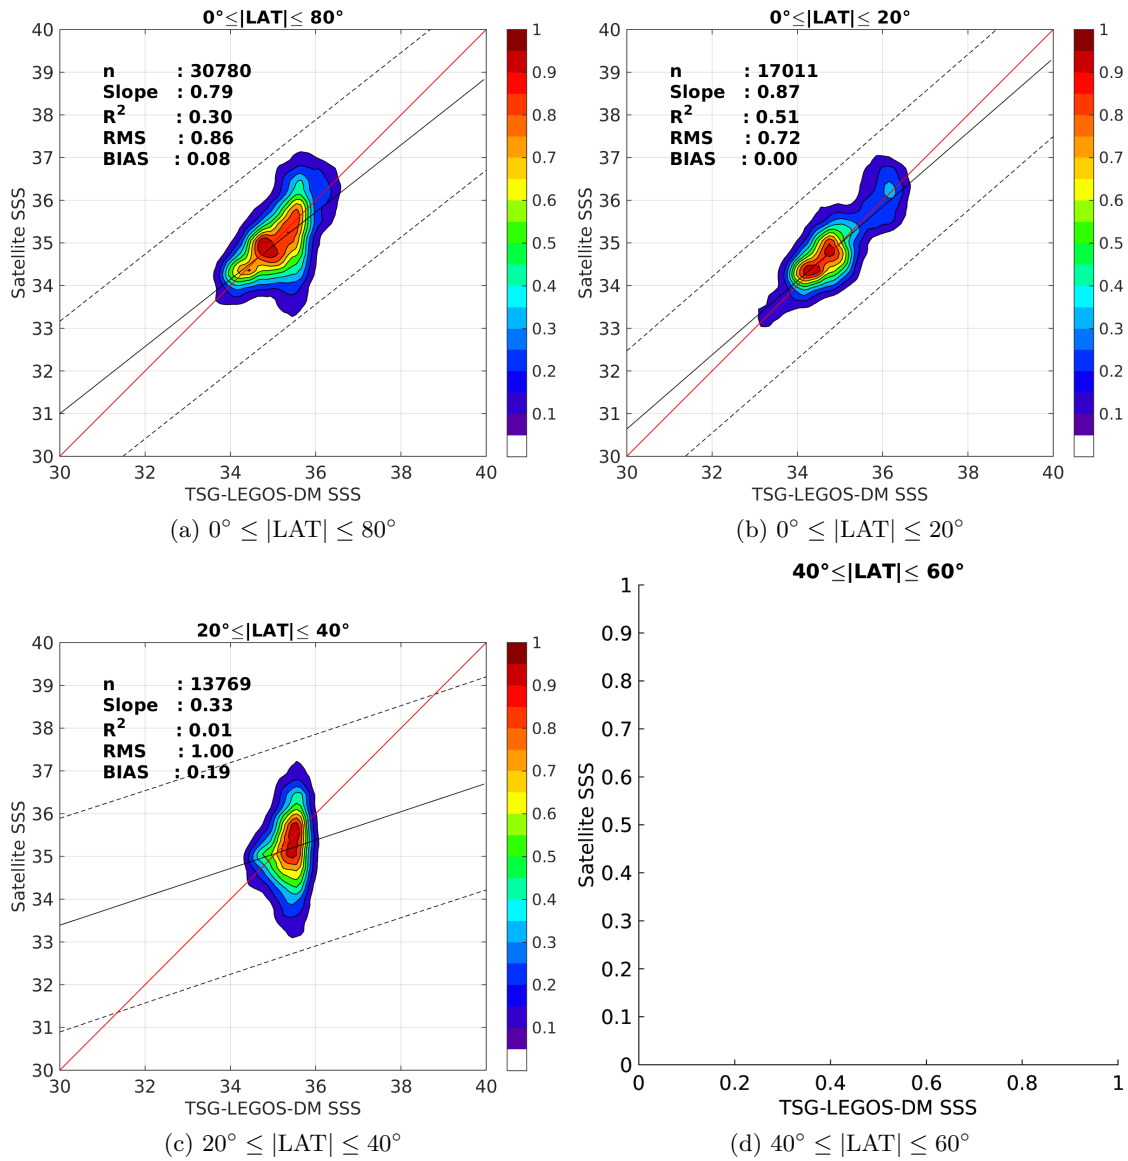 0°≤|LAT|≤ 80°
n : 30780
Slope : 0.79
R2 : 0.30
RMS : 0.86
BIAS : 0.08
40
39
38
37
36
35
34
33
32
31
30
Satellite SSS
30 32 34 36 38 40
TSG-LEGOS-DM SSS
1
0.9
0.8
0.7
0.6
0.5
0.4
0.3
0.2
0.1
(a) 0° ≤ |LAT| ≤ 80°
0°≤|LAT|≤ 20°
n : 17011
Slope : 0.87
R2 : 0.51
RMS : 0.72
BIAS : 0.00
40
39
38
37
36
35
34
33
32
31
30
Satellite SSS
30 32 34 36 38 40
TSG-LEGOS-DM SSS
1
0.9
0.8
0.7
0.6
0.5
0.4
0.3
0.2
0.1
(b) 0° ≤ |LAT| ≤ 20°
20°≤|LAT|≤ 40°
n : 13769
Slope : 0.33
R2 : 0.01
RMS : 1.00
BIAS : 0.19
40
39
38
37
36
35
34
33
32
31
30
Satellite SSS
30 32 34 36 38 40
TSG-LEGOS-DM SSS
1
0.9
0.8
0.7
0.6
0.5
0.4
0.3
0.2
0.1
(c) 20° ≤ |LAT| ≤ 40°
40°≤|LAT|≤ 60°
1
0.9
0.8
0.7
0.6
0.5
0.4
0.3
0.2
0.1
0
Satellite SSS
0 0.2 0.4 0.6 0.8 1
TSG-LEGOS-DM SSS
(d) 40° ≤ |LAT| ≤ 60°